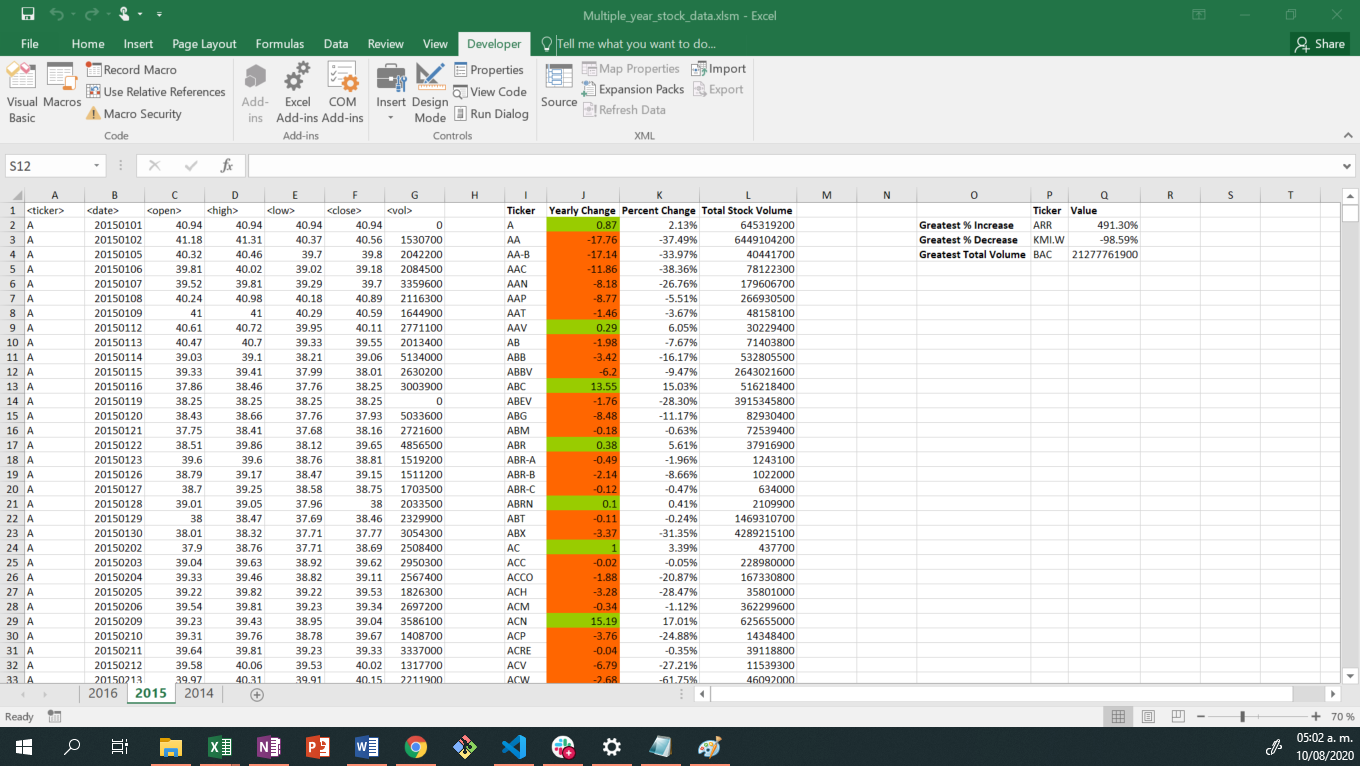 Multiple_year_stock_data.xlsm - Excel
File Home Insert Page Layout Formulas Data Review View Developer Tell me what you want to do... Share
Visual Basic Macros Record Macro Use Relative References Macro Security Code
Add-ins Excel Add-ins COM Add-ins Add-ins
Insert Design Mode Properties View Code Run Dialog Controls
Source Map Properties Expansion Packs Refresh Data Import Export XML
S12 fx
A B C D E F G H I J K L M N O P Q R S T
1 <ticker> <date> <open> <high> <low> <close> <vol> Ticker Yearly Change Percent Change Total Stock Volume Ticker Value
2 A 20150101 40.94 40.94 40.94 40.94 0 A 0.87 2.13% 645319200 Greatest % Increase ARR 491.30%
3 A 20150102 41.18 41.31 40.37 40.56 1530700 AA -17.76 -37.49% 6449104200 Greatest % Decrease KMI.W -98.59%
4 A 20150105 40.32 40.46 39.7 39.8 2042200 AA-B -17.14 -33.97% 40441700 Greatest Total Volume BAC 21277761900
5 A 20150106 39.81 40.02 39.02 39.18 2084500 AAC -11.86 -38.36% 78122300
6 A 20150107 39.52 39.81 39.29 39.7 3359600 AAN -8.18 -26.76% 179606700
7 A 20150108 40.24 40.98 40.18 40.89 2116300 AAP -8.77 -5.51% 266930500
8 A 20150109 41 41 40.29 40.59 1644900 AAT -1.46 -3.67% 48158100
9 A 20150112 40.61 40.72 39.95 40.11 2771100 AAV 0.29 6.05% 30229400
10 A 20150113 40.47 40.7 39.33 39.55 2013400 AB -1.98 -7.67% 71403800
11 A 20150114 39.03 39.1 38.21 39.06 5134000 ABB -3.42 -16.17% 532805500
12 A 20150115 39.33 39.41 37.99 38.01 2630200 ABBV -6.2 -9.47% 2643021600
13 A 20150116 37.86 38.46 37.76 38.25 3003900 ABC 13.55 15.03% 516218400
14 A 20150119 38.25 38.25 38.25 38.25 0 ABEV -1.76 -28.30% 3915345800
15 A 20150120 38.43 38.66 37.76 37.93 5033600 ABG -8.48 -11.17% 82930400
16 A 20150121 37.75 38.41 37.68 38.16 2721600 ABM -0.18 -0.63% 72539400
17 A 20150122 38.51 39.86 38.12 39.65 4856500 ABR 0.38 5.61% 37916900
18 A 20150123 39.6 39.6 38.76 38.81 1519200 ABR-A -0.49 -1.96% 1243100
19 A 20150126 38.79 39.17 38.47 39.15 1511200 ABR-B -2.14 -8.66% 1022000
20 A 20150127 38.7 39.25 38.58 38.75 1703500 ABR-C -0.12 -0.47% 634000
21 A 20150128 39.01 39.05 37.96 38 2033500 ABRN 0.1 0.41% 2109900
22 A 20150129 38 38.47 37.69 38.46 2329900 ABT -0.11 -0.24% 1469310700
23 A 20150130 38.01 38.32 37.71 37.77 3054300 ABX -3.37 -31.35% 4289215100
24 A 20150202 37.9 38.76 37.71 38.69 2508400 AC 1 3.39% 437700
25 A 20150203 39.04 39.63 38.92 39.62 2950300 ACC -0.02 -0.05% 228980000
26 A 20150204 39.33 39.46 38.82 39.11 2567400 ACCO -1.88 -20.87% 167330800
27 A 20150205 39.22 39.82 39.22 39.53 1826300 ACH -3.28 -28.47% 35801000
28 A 20150206 39.54 39.81 39.23 39.34 2697200 ACM -0.34 -1.12% 362299600
29 A 20150209 39.23 39.43 38.95 39.04 3586100 ACN 15.19 17.01% 625655000
30 A 20150210 39.31 39.76 38.78 39.67 1408700 ACP -3.76 -24.88% 14348400
31 A 20150211 39.64 39.81 39.23 39.33 3337000 ACRE -0.04 -0.35% 39118800
32 A 20150212 39.58 40.06 39.53 40.02 1317700 ACV -6.79 -27.21% 11539300
33 A 20150213 39.97 40.31 39.91 40.15 2211900 ACW -2.68 -61.75% 46092000
2016 2015 2014
Ready 70 %
05:02 a. m.
10/08/2020